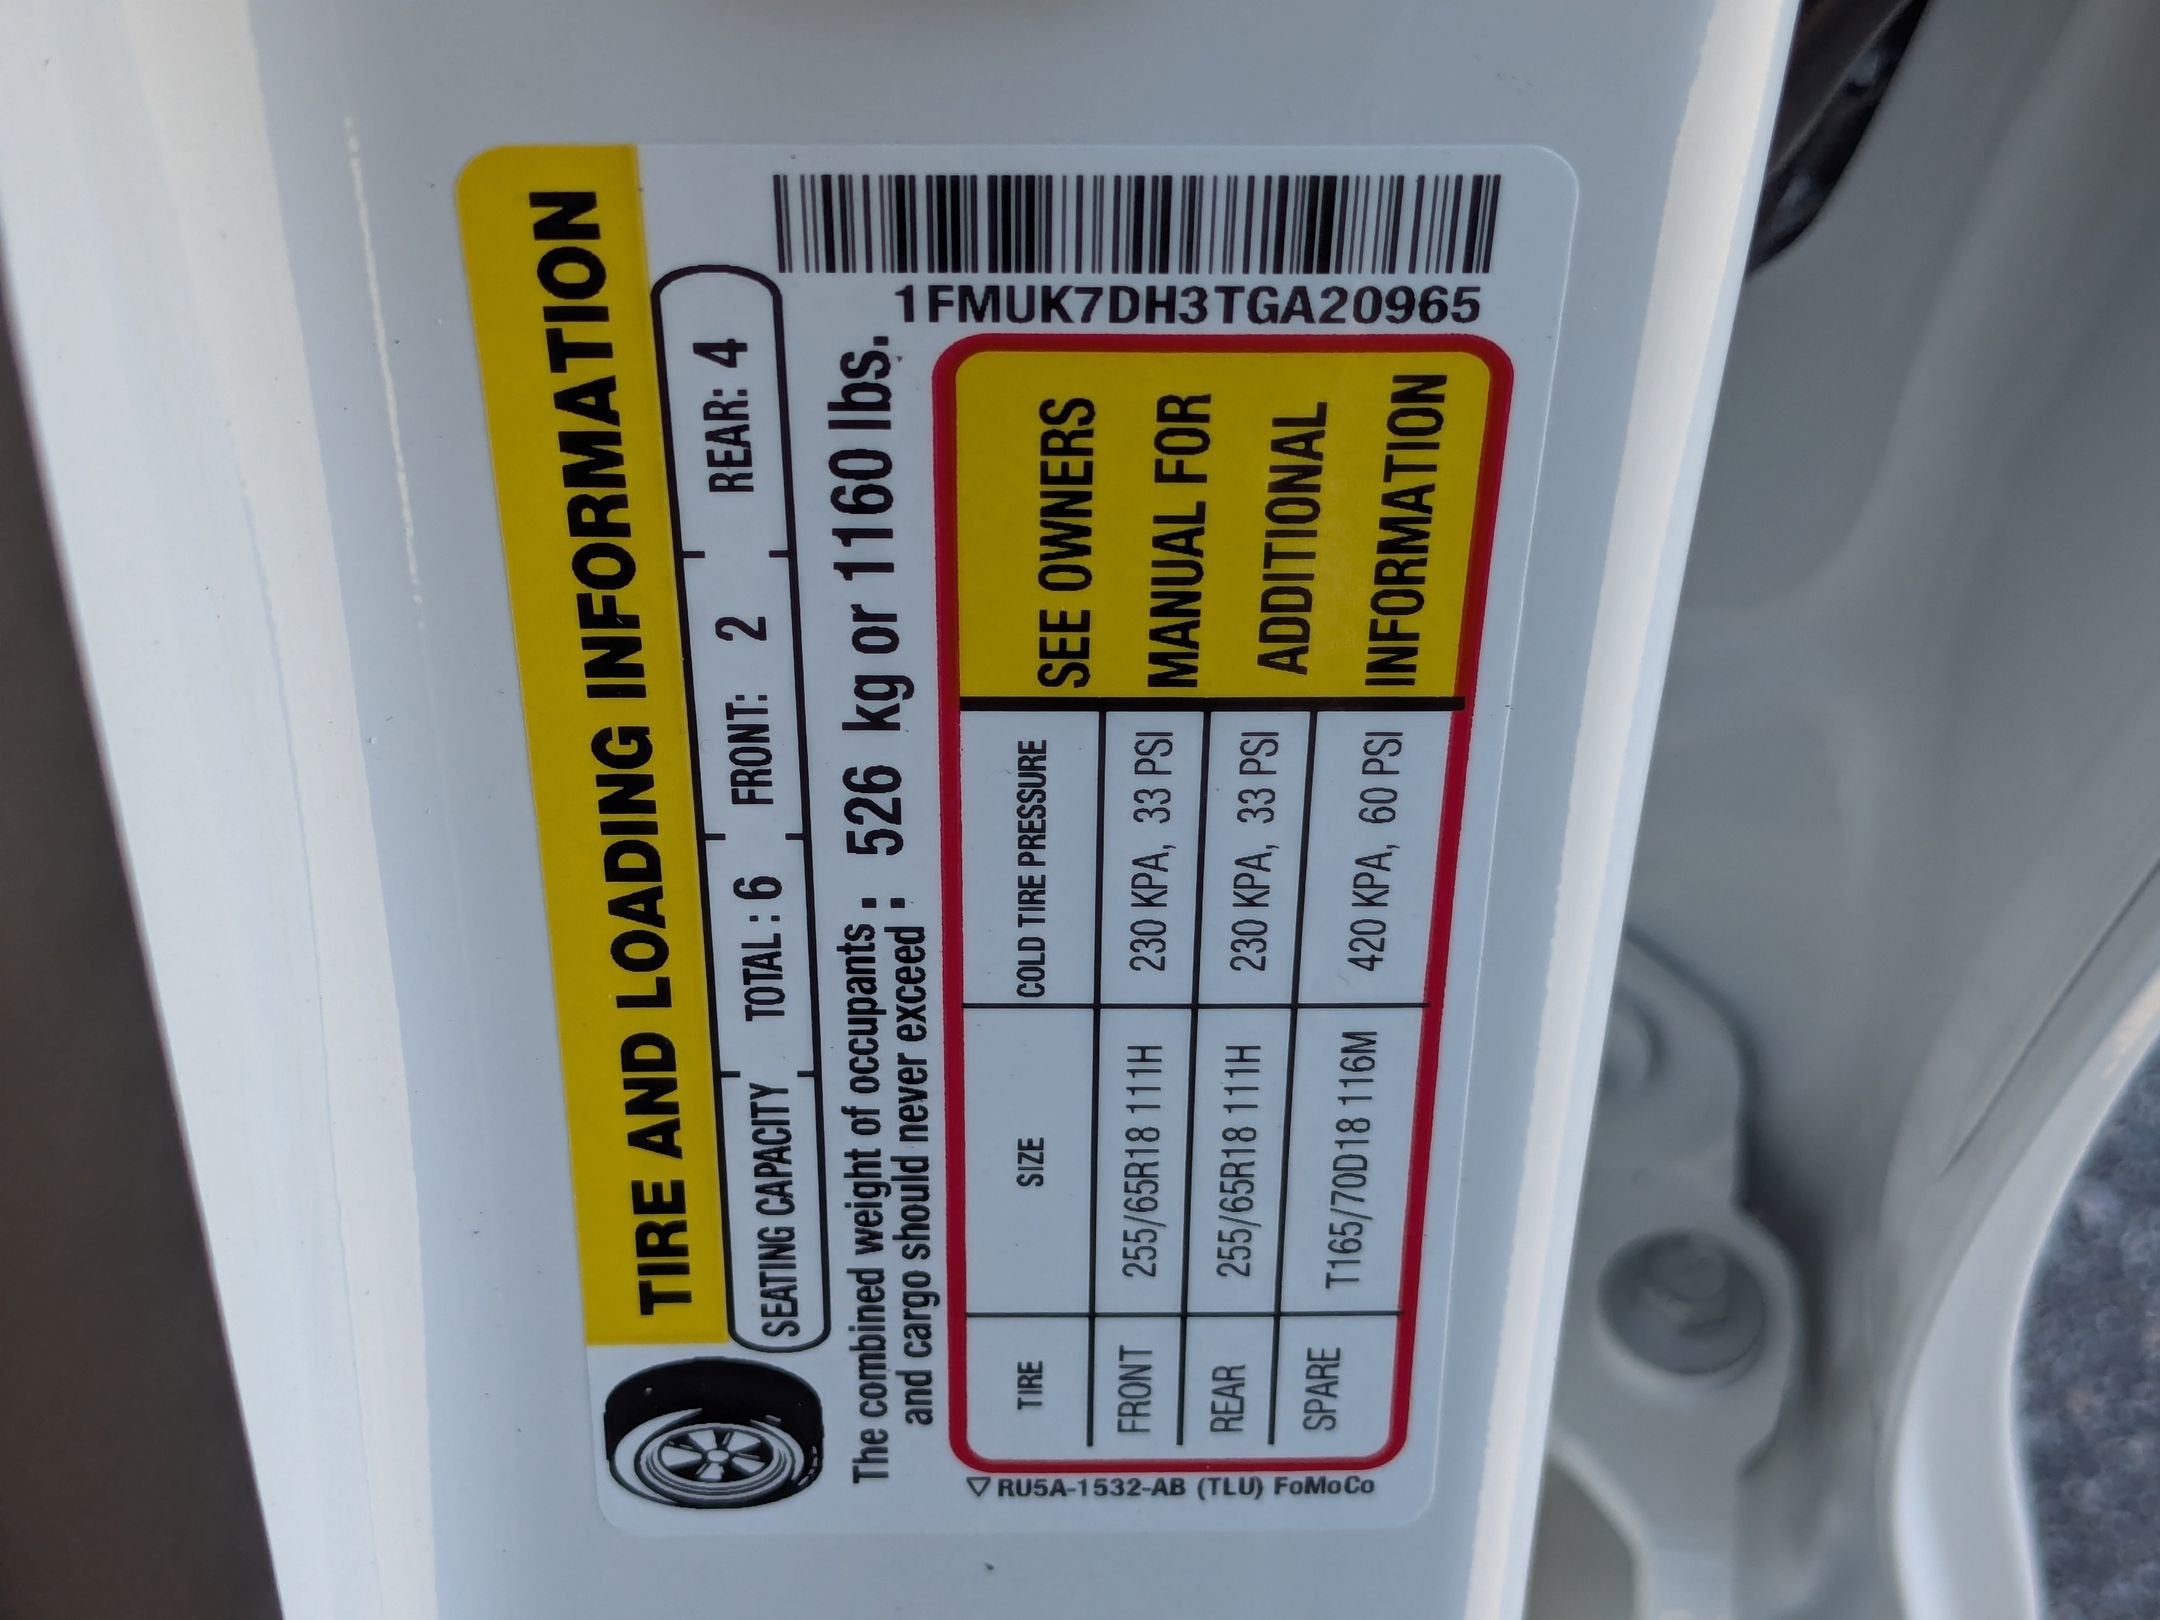 TIRE AND LOADING INFORMATION
SEATING CAPACITY TOTAL : 6 FRONT: 2 REAR: 4
The combined weight of occupants : 526 kg or 1160 lbs.
and cargo should never exceed :
1FMUK7DH3TGA20965
TIRE SIZE COLD TIRE PRESSURE
FRONT 255/65R18 111H 230 KPA, 33 PSI
REAR 255/65R18 111H 230 KPA, 33 PSI
SPARE T165/70D18 116M 420 KPA, 60 PSI
SEE OWNERS
MANUAL FOR
ADDITIONAL
INFORMATION
RU5A-1532-AB (TLU) FoMoCo